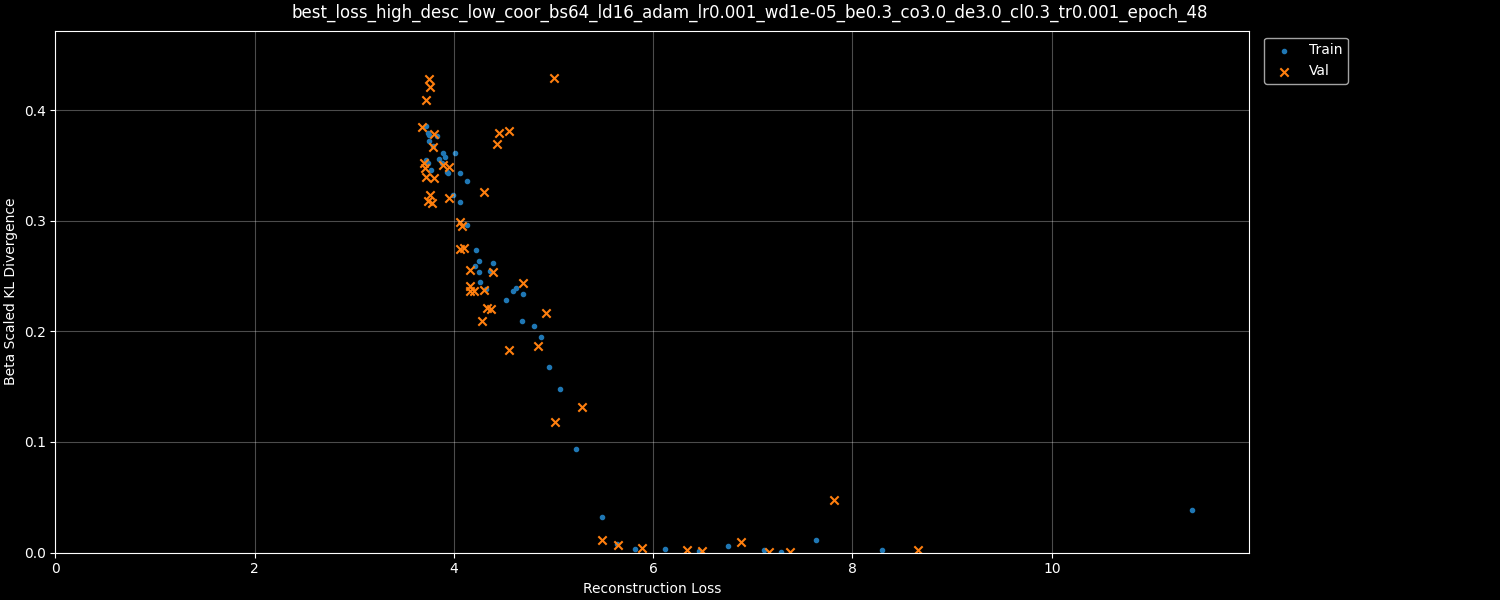 best_loss_high_desc_low_coor_bs64_ld16_adam_lr0.001_wd1e-05_be0.3_co3.0_de3.0_cl0.3_tr0.001_epoch_48
Train
Val
Beta Scaled KL Divergence
0.4
0.3
0.2
0.1
0.0
0
2
4
6
8
10
Reconstruction Loss